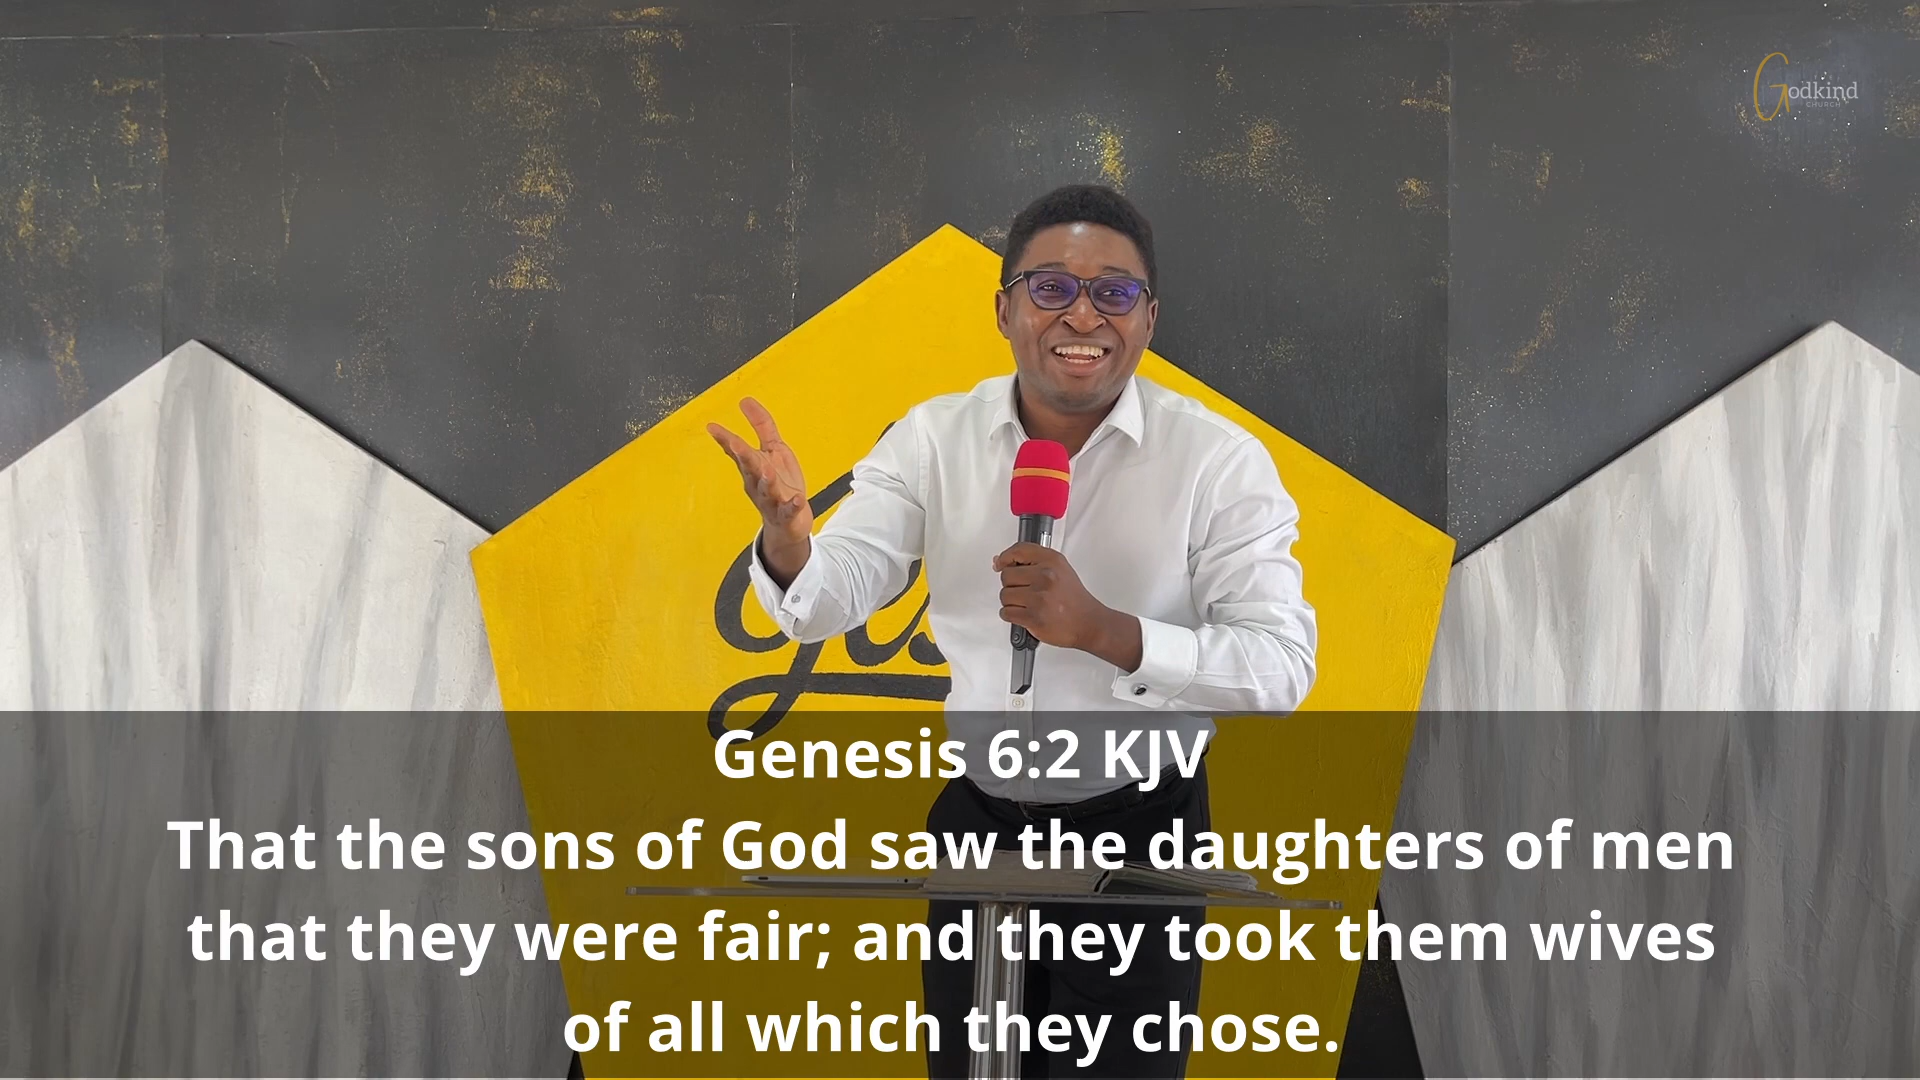 Godkind
CHURCH
Genesis 6:2 KJV
That the sons of God saw the daughters of men
that they were fair; and they took them wives
of all which they chose.